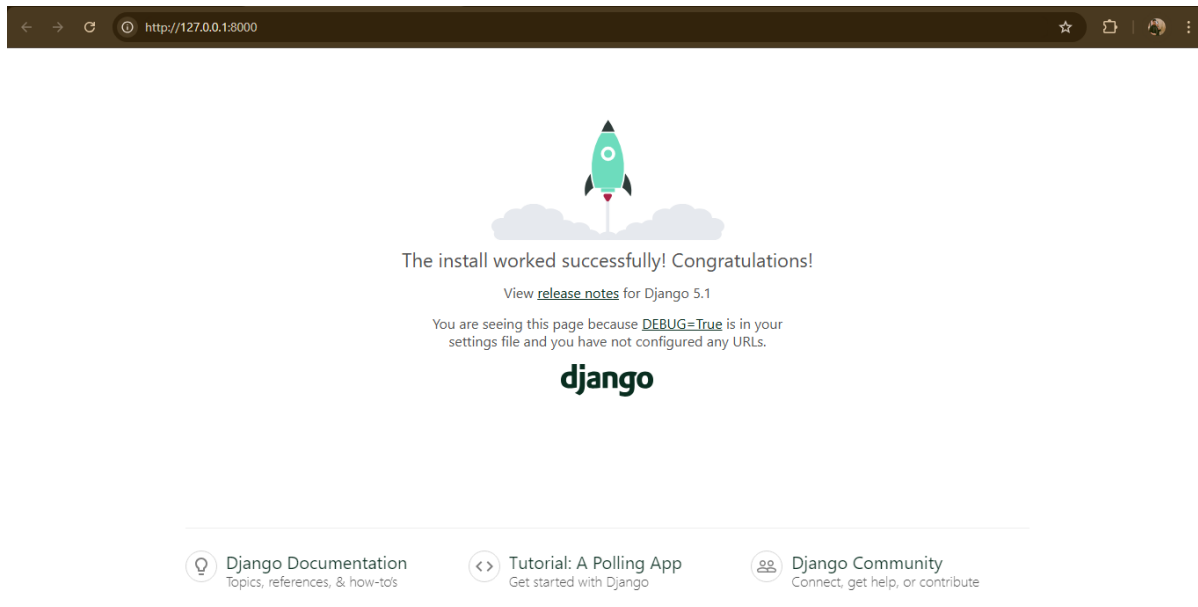 http://127.0.0.1:8000
The install worked successfully! Congratulations!
View release notes for Django 5.1
You are seeing this page because DEBUG=True is in your
settings file and you have not configured any URLs.
django
Django Documentation
Topics, references, & how-to's
Tutorial: A Polling App
Get started with Django
Django Community
Connect, get help, or contribute